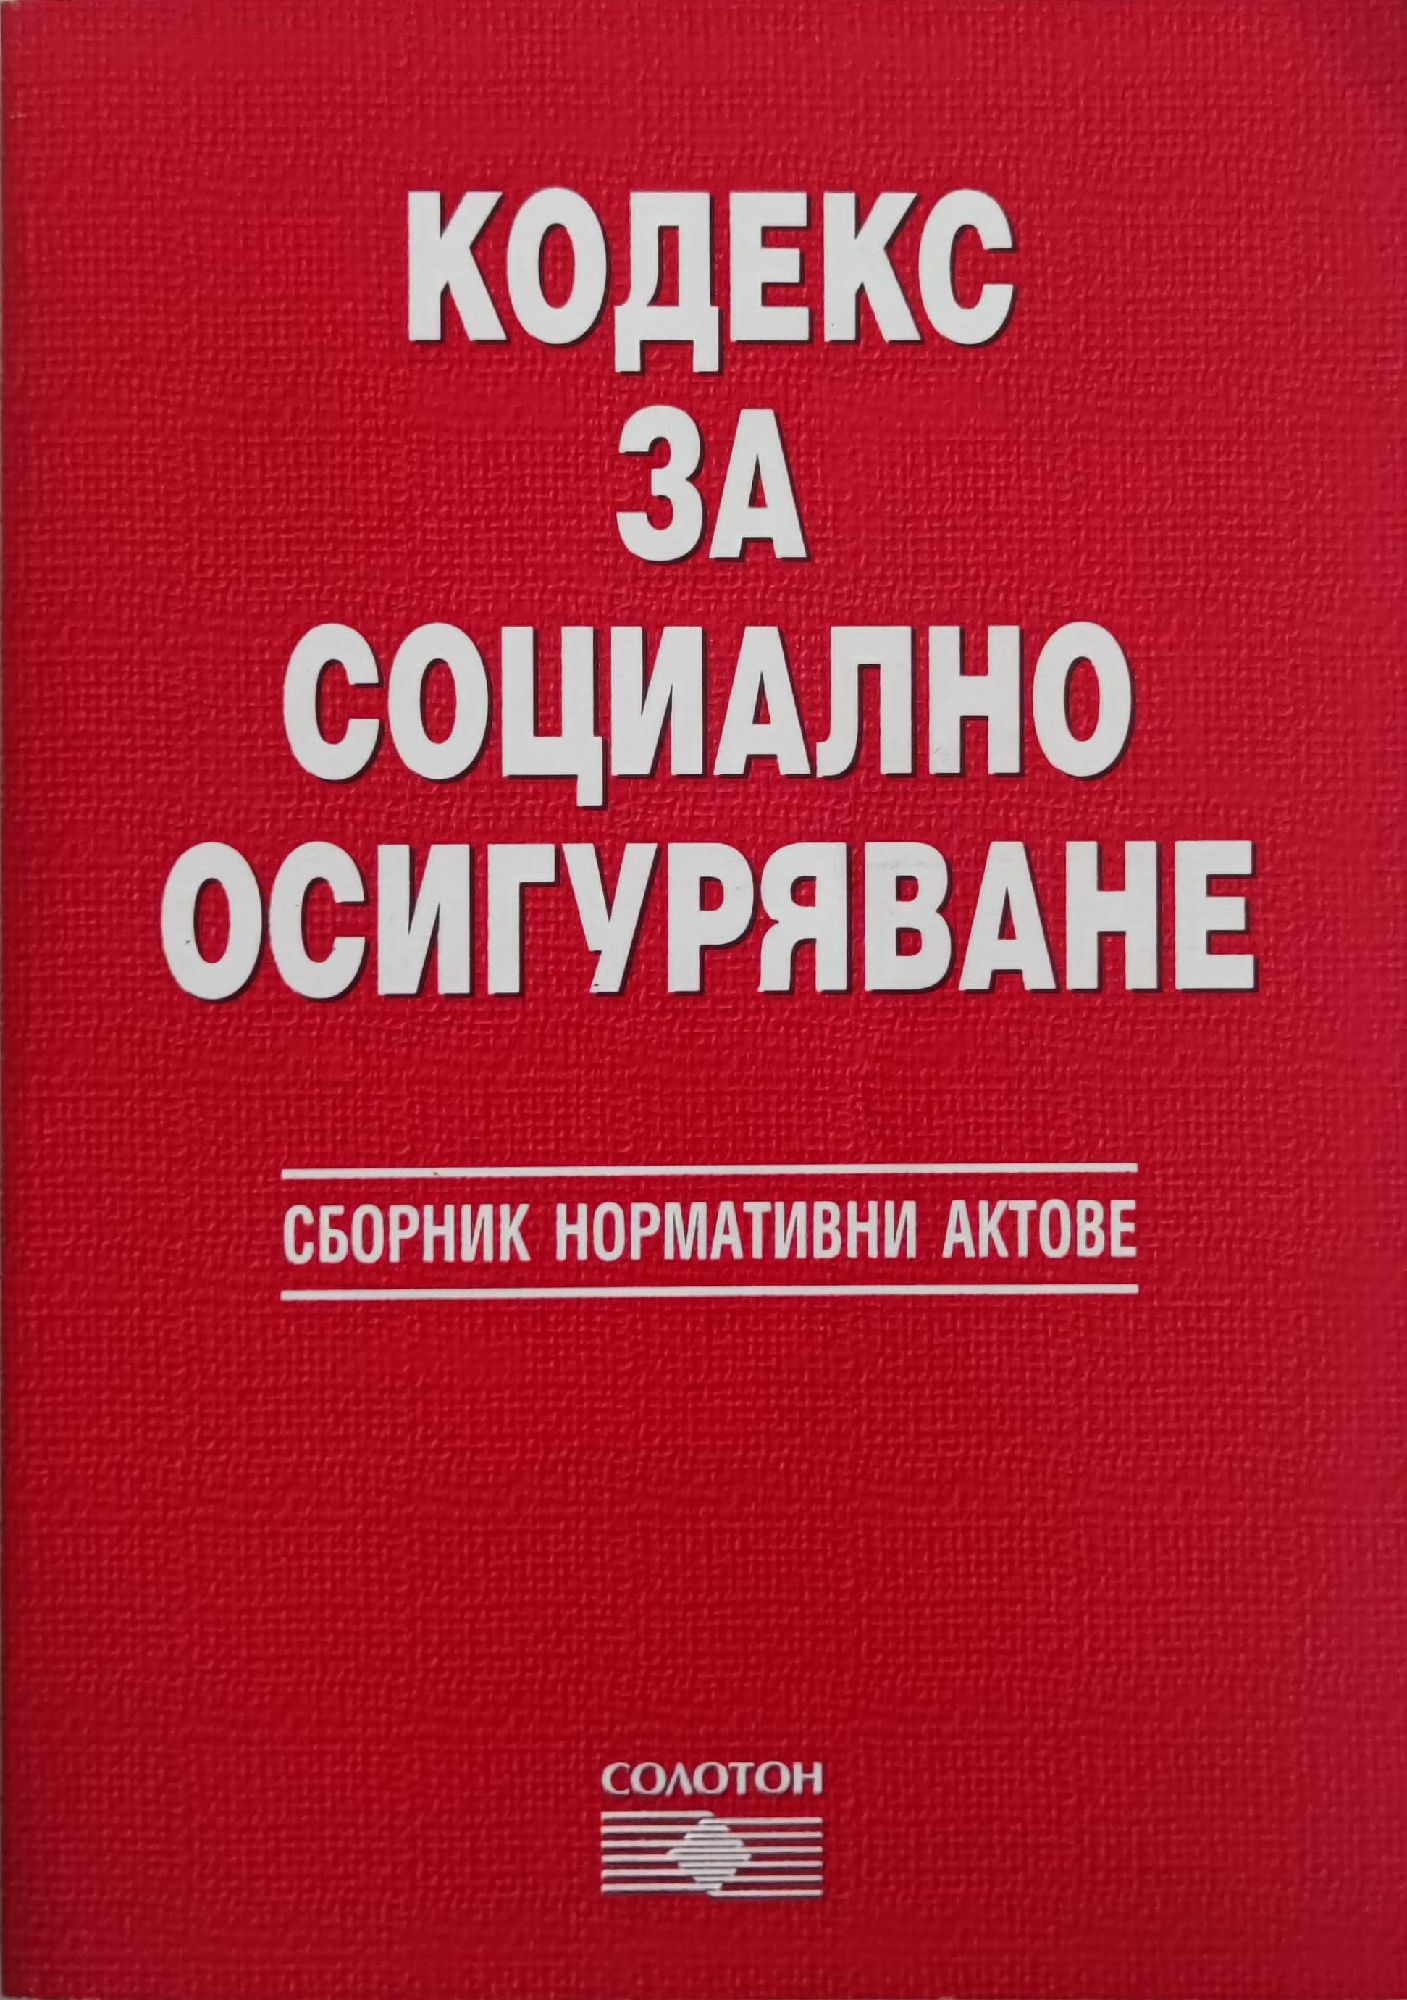 КОДЕКС
ЗА
СОЦИАЛНО
ОСИГУРЯВАНЕ
СБОРНИК НОРМАТИВНИ АКТОВЕ
СОЛОТОН